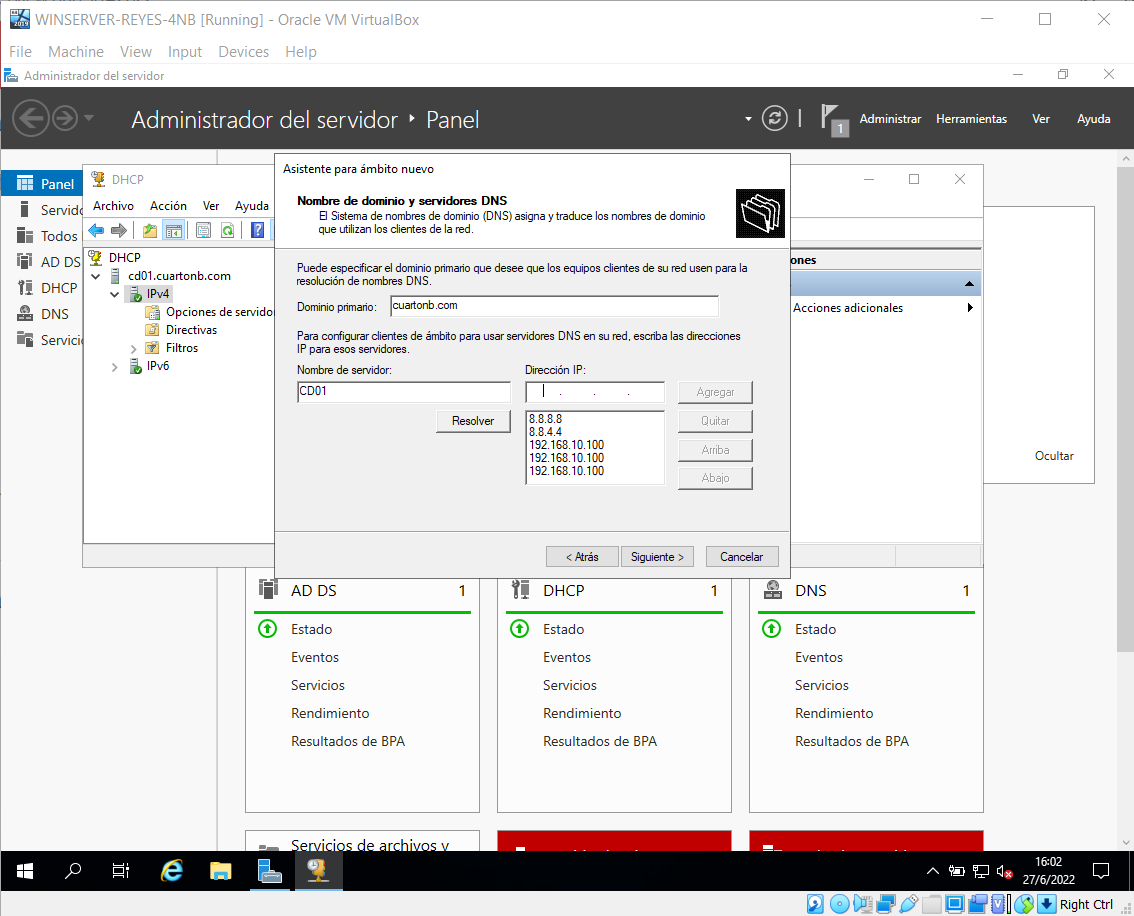 WINSERVER-REYES-4NB [Running] - Oracle VM VirtualBox
File Machine View Input Devices Help
Administrador del servidor
Administrador del servidor Panel
1
Administrar Herramientas Ver Ayuda
Panel
Todos
AD DS
DHCP
DNS
DHCP
Archivo Acción Ver Ayuda
DHCP
cd01.cuartonb.com
IPv4
Opciones de servido
Directivas
Filtros
IPv6
Asistente para ámbito nuevo
Nombre de dominio y servidores DNS
El Sistema de nombres de dominio (DNS) asigna y traduce los nombres de dominio
que utilizan los clientes de la red.
Puede especificar el dominio primario que desee que los equipos clientes de su red usen para la
resolución de nombres DNS.
Dominio primario: cuartonb.com
Para configurar clientes de ámbito para usar servidores DNS en su red, escriba las direcciones
IP para esos servidores.
Nombre de servidor: Dirección IP:
CD01 . . . Agregar
Resolver
8.8.8.8
8.8.4.4
192.168.10.100
192.168.10.100
192.168.10.100
Quitar
Arriba
Abajo
< Atrás Siguiente > Cancelar
ones
Acciones adicionales
Ocultar
AD DS 1
Estado
Eventos
Servicios
Rendimiento
Resultados de BPA
DHCP 1
Estado
Eventos
Servicios
Rendimiento
Resultados de BPA
DNS 1
Estado
Eventos
Servicios
Rendimiento
Resultados de BPA
Servicios de archivos y
16:02
27/6/2022
Right Ctrl